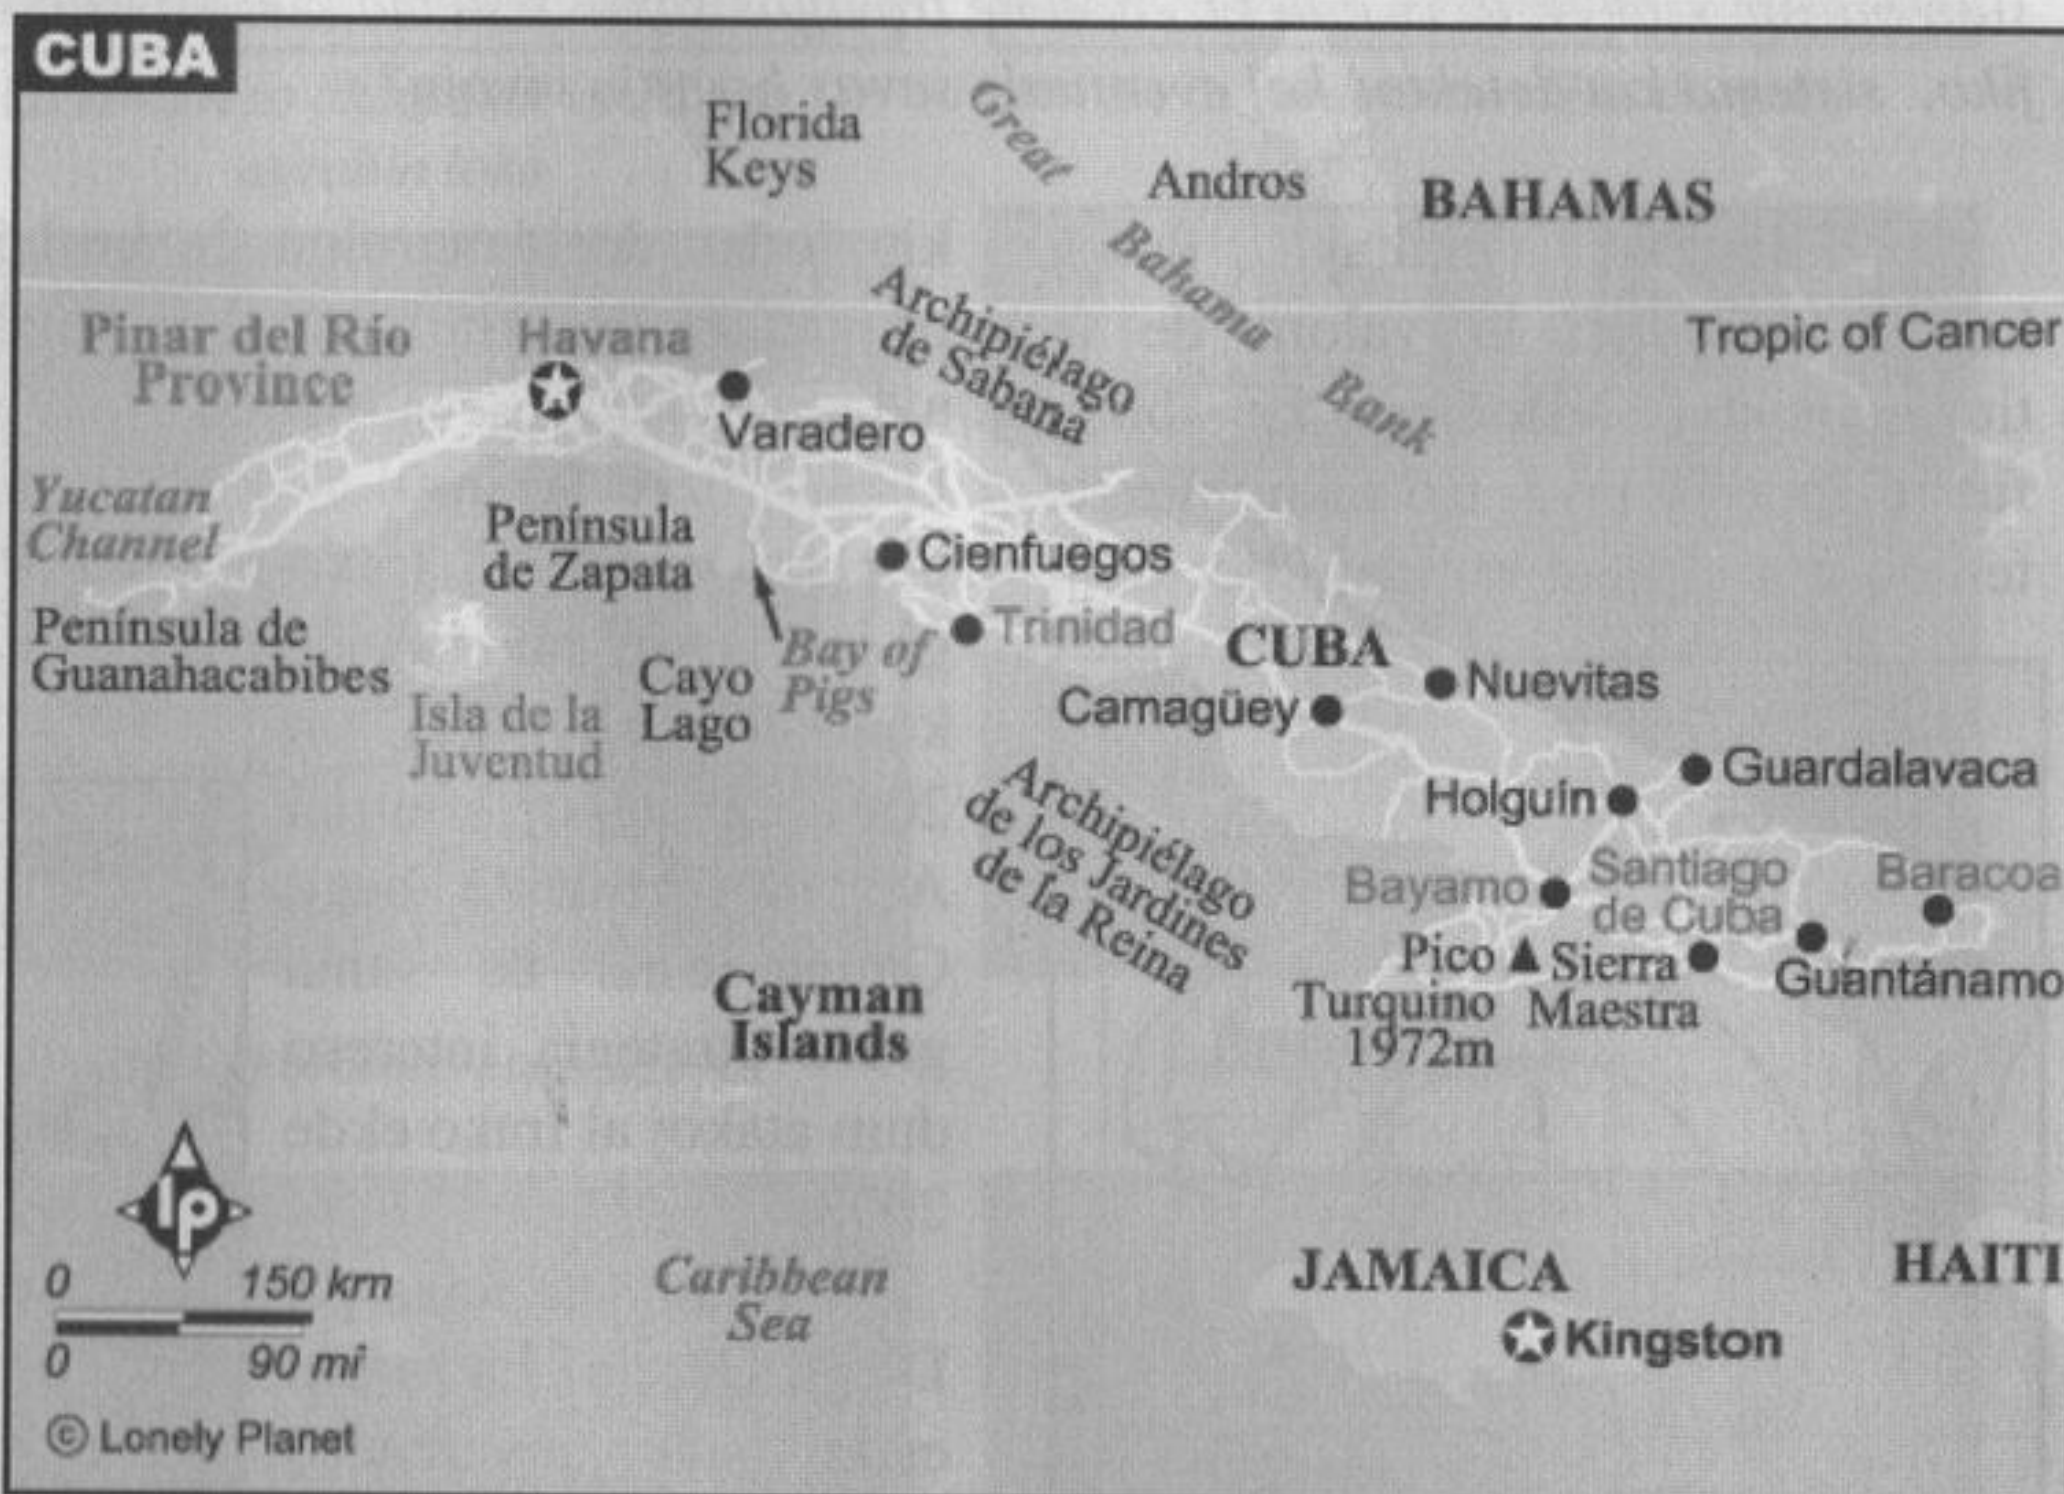 CUBA
Florida
Keys
Great
Andros
BAHAMAS
Bahama
Archipiélago
de Sabana
Pinar del Río
Province
Havana
Tropic of Cancer
Bank
Varadero
Yucatan
Channel
Península
de Zapata
Cienfuegos
Península de
Guanahacabibes
Trinidad
CUBA
Bay of
Pigs
Cayo
Lago
Nuevitas
Isla de la
Juventud
Camagüey
Guardalavaca
Holguín
Archipiélago
de los Jardines
de la Reina
Bayamo
Santiago
de Cuba
Baracoa
Pico
Turquino
1972m
Sierra
Maestra
Guantánamo
Cayman
Islands
lp
0 150 km
0 90 mi
Caribbean
Sea
JAMAICA
HAITI
Kingston
© Lonely Planet